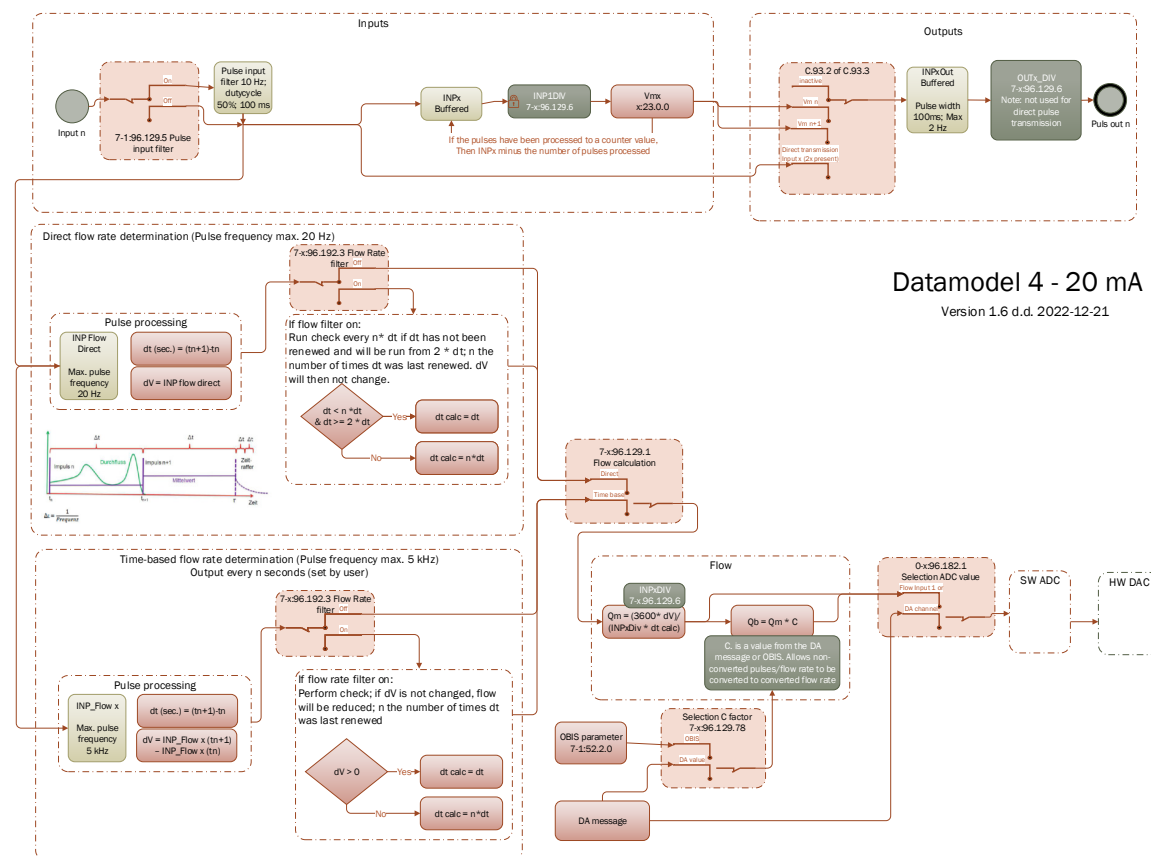 Inputs
Input n
On
Off
7-1:96.129.5 Pulse
input filter
Pulse input
filter 10 Hz;
dutycycle
50%; 100 ms
INPx
Buffered
INP1DIV
7-x:96.129.6
Vmx
x:23.0.0
If the pulses have been processed to a counter value,
Then INPx minus the number of pulses processed
Outputs
C.93.2 of C.93.3
inactive
Vm n
Vm n+1
Direct transmission
Input x (2x present)
INPxOut
Buffered
Pulse width
100ms; Max
2 Hz
OUTx_DIV
7-x:96.129.6
Note: not used for
direct pulse
transmission
Puls out n
Datamodel 4 - 20 mA
Version 1.6 d.d. 2022-12-21
Direct flow rate determination (Pulse frequency max. 20 Hz)
7-x:96.192.3 Flow Rate
filter
Off
On
Pulse processing
INP Flow
Direct
Max. pulse
frequency
20 Hz
dt (sec.) = (tn+1)-tn
dV = INP flow direct
If flow filter on:
Run check every n* dt if dt has not been
renewed and will be run from 2 * dt; n the
number of times dt was last renewed. dV
will then not change.
dt < n *dt
& dt >= 2 * dt
Yes
No
dt calc = dt
dt calc = n*dt
Δt
Δt
Δt
Δt
Impuls n
Durchfluss
Impuls n+1
Mittelwert
Zeit-
raffer
Zeit
Δt = 1
Frequenz
7-x:96.129.1
Flow calculation
Direct
Time base
Time-based flow rate determination (Pulse frequency max. 5 kHz)
Output every n seconds (set by user)
7-x:96.192.3 Flow Rate
filter
Off
On
Pulse processing
INP_Flow x
Max. pulse
frequency
5 kHz
dt (sec.) = (tn+1)-tn
dV = INP_Flow x (tn+1)
– INP_Flow x (tn)
If flow rate filter on:
Perform check; if dV is not changed, flow
will be reduced; n the number of times dt
was last renewed
dV > 0
Yes
No
dt calc = dt
dt calc = n*dt
Flow
INPxDIV
7-x.96.129.6
Qm = (3600* dV)/
(INPxDiv * dt calc)
Qb = Qm * C
C. is a value from the DA
message or OBIS. Allows non-
converted pulses/flow rate to be
converted to converted flow rate
0-x:96.182.1
Selection ADC value
Flow Input 1 or
DA channel
SW ADC
HW DAC
OBIS parameter
7-1:52.2.0
Selection C factor
7-x:96.129.78
OBIS
DA value
DA message